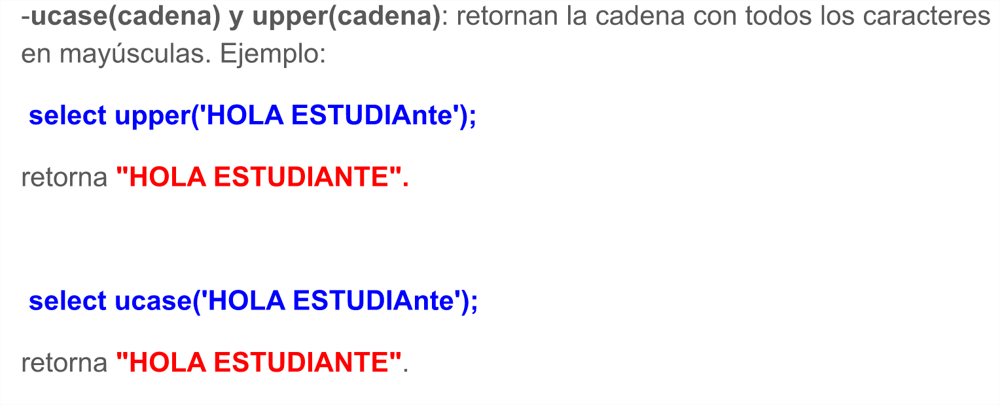 -ucase(cadena) y upper(cadena): retornan la cadena con todos los caracteres
en mayúsculas. Ejemplo:
select upper('HOLA ESTUDIAnte');
retorna "HOLA ESTUDIANTE".
select ucase('HOLA ESTUDIAnte');
retorna "HOLA ESTUDIANTE".